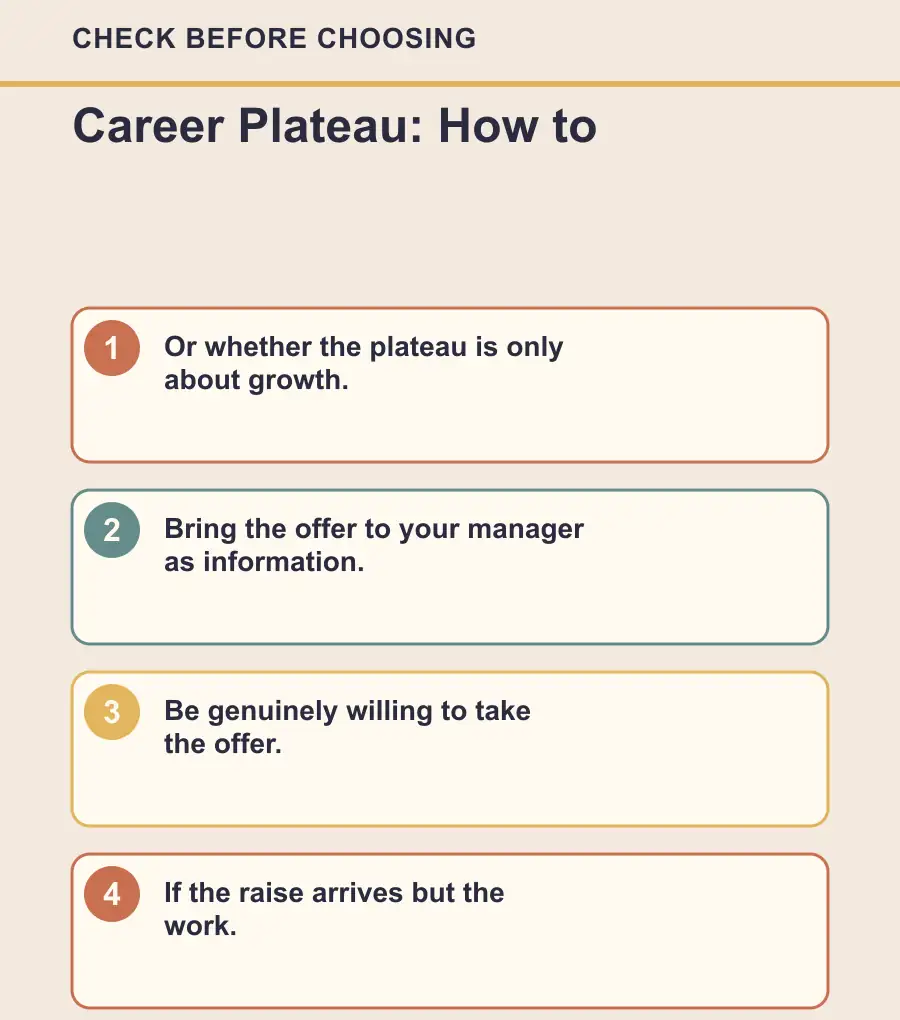 CHECK BEFORE CHOOSING
Career Plateau: How to
1
Or whether the plateau is only
about growth.
2
Bring the offer to your manager
as information.
3
Be genuinely willing to take
the offer.
4
If the raise arrives but the
work.